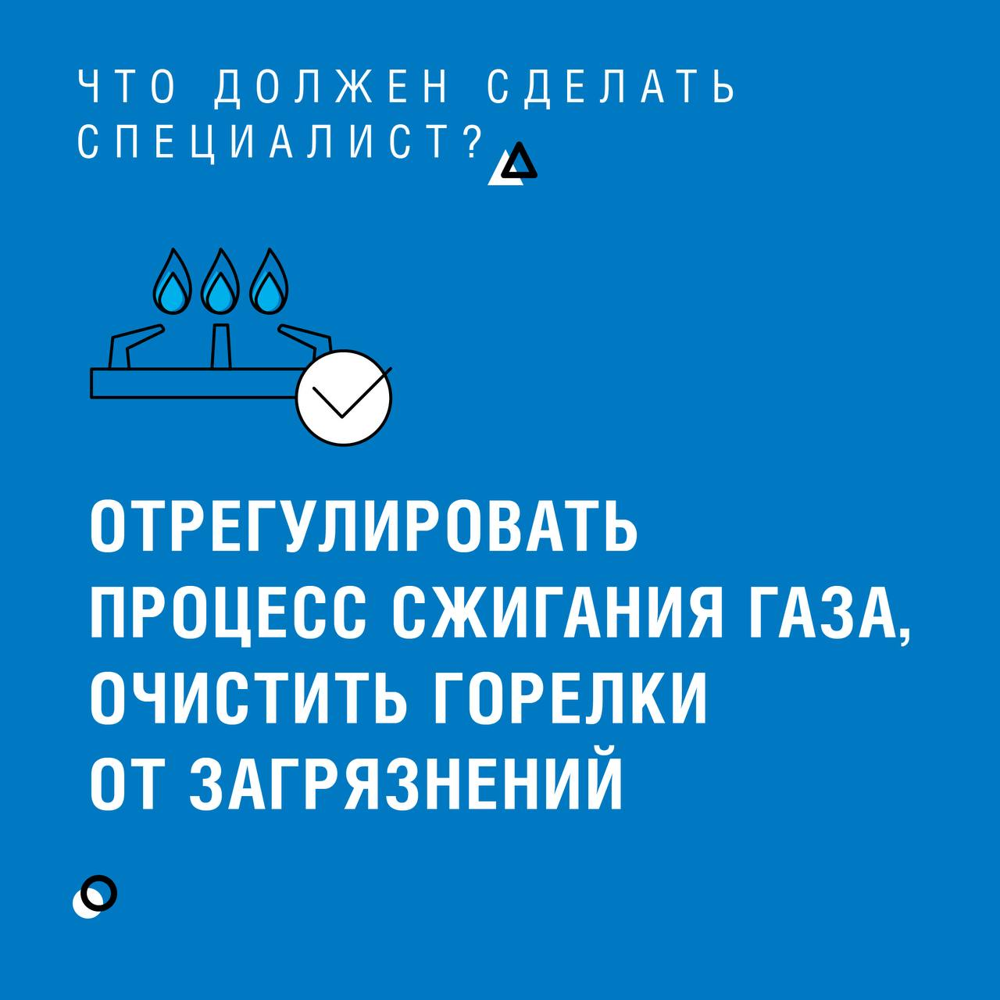 ЧТО ДОЛЖЕН СДЕЛАТЬ
СПЕЦИАЛИСТ?
ОТРЕГУЛИРОВАТЬ
ПРОЦЕСС СЖИГАНИЯ ГАЗА,
ОЧИСТИТЬ ГОРЕЛКИ
ОТ ЗАГРЯЗНЕНИЙ